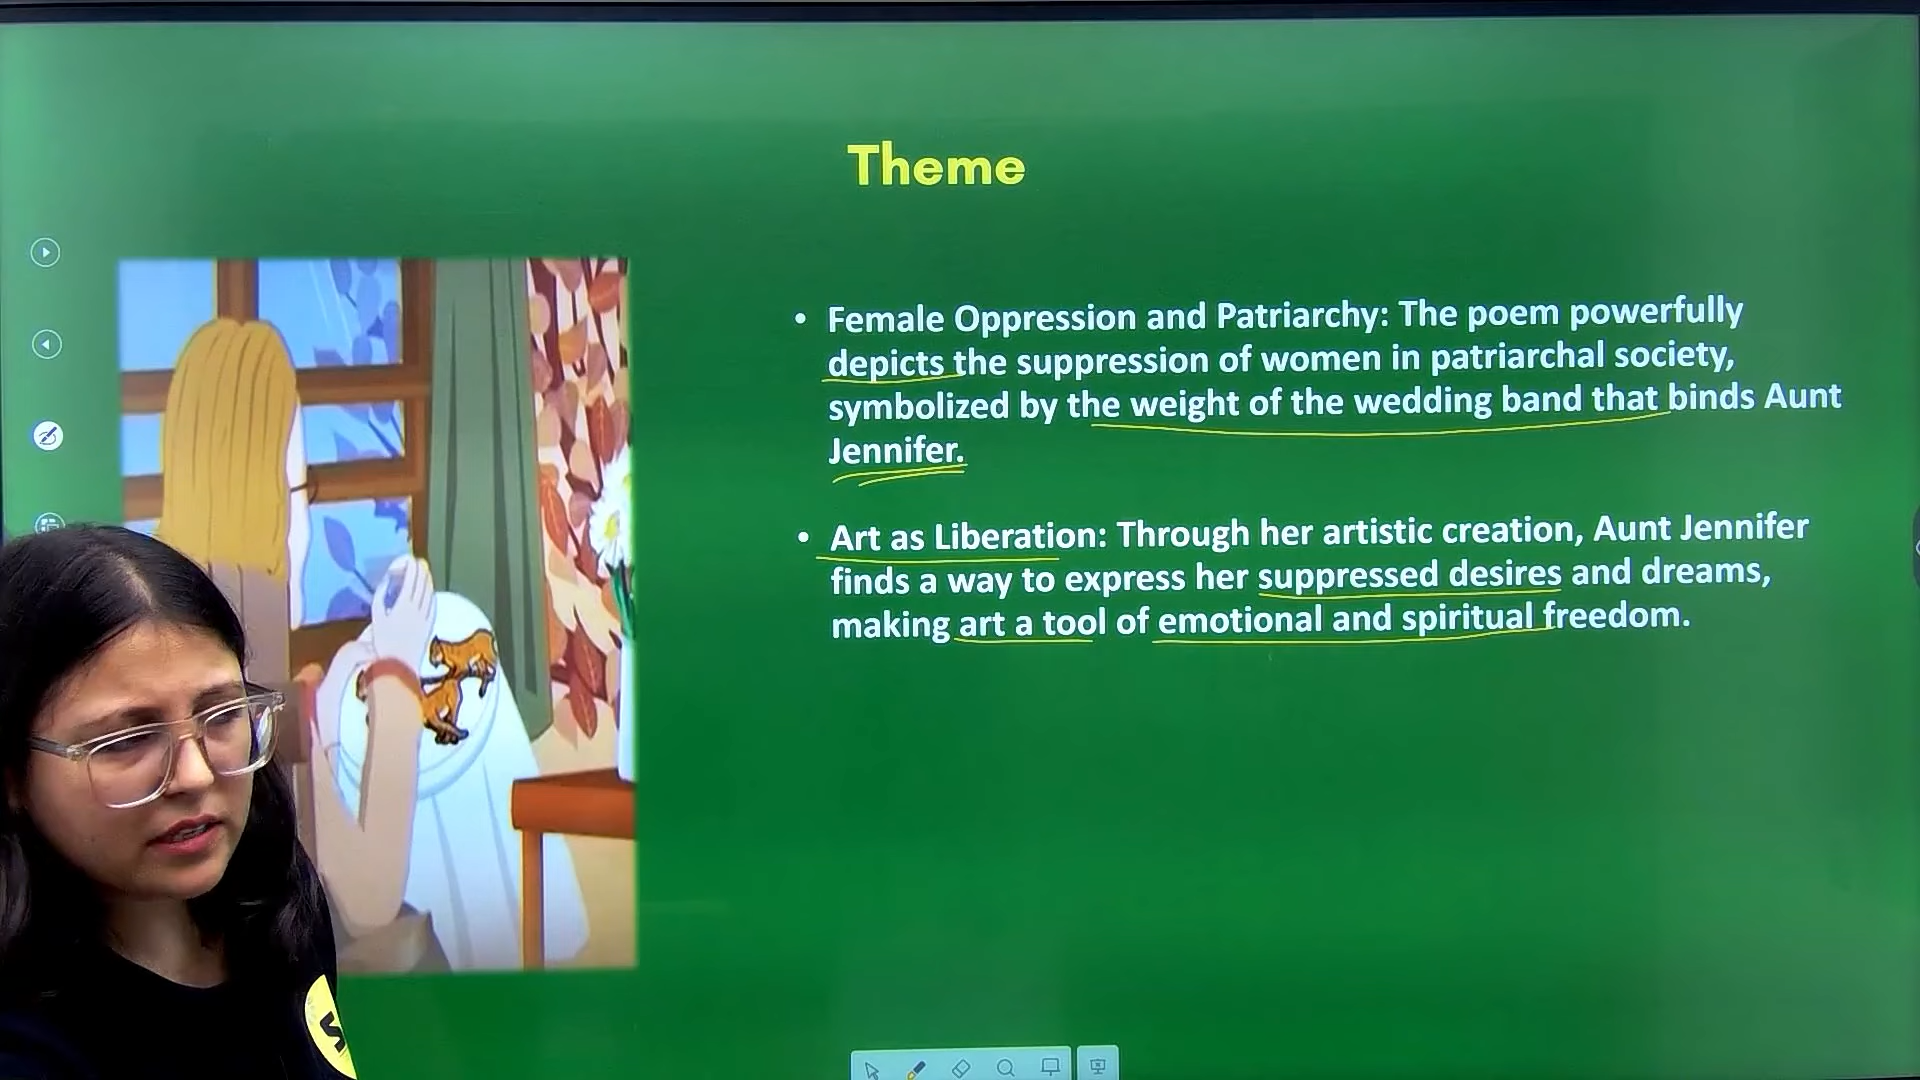 Theme
• Female Oppression and Patriarchy: The poem powerfully
depicts the suppression of women in patriarchal society,
symbolized by the weight of the wedding band that binds Aunt
Jennifer.
• Art as Liberation: Through her artistic creation, Aunt Jennifer
finds a way to express her suppressed desires and dreams,
making art a tool of emotional and spiritual freedom.